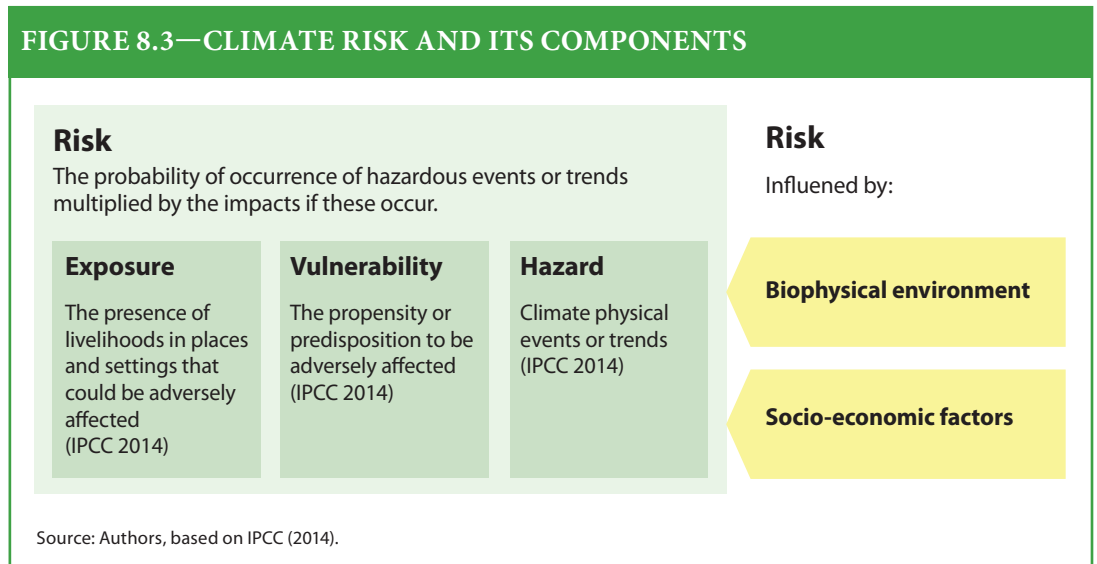 FIGURE 8.3—CLIMATE RISK AND ITS COMPONENTS
Risk
The probability of occurrence of hazardous events or trends
multiplied by the impacts if these occur.
Exposure
The presence of
livelihoods in places
and settings that
could be adversely
affected
(IPCC 2014)
Vulnerability
The propensity or
predisposition to be
adversely affected
(IPCC 2014)
Hazard
Climate physical
events or trends
(IPCC 2014)
Risk
Influened by:
Biophysical environment
Socio-economic factors
Source: Authors, based on IPCC (2014).